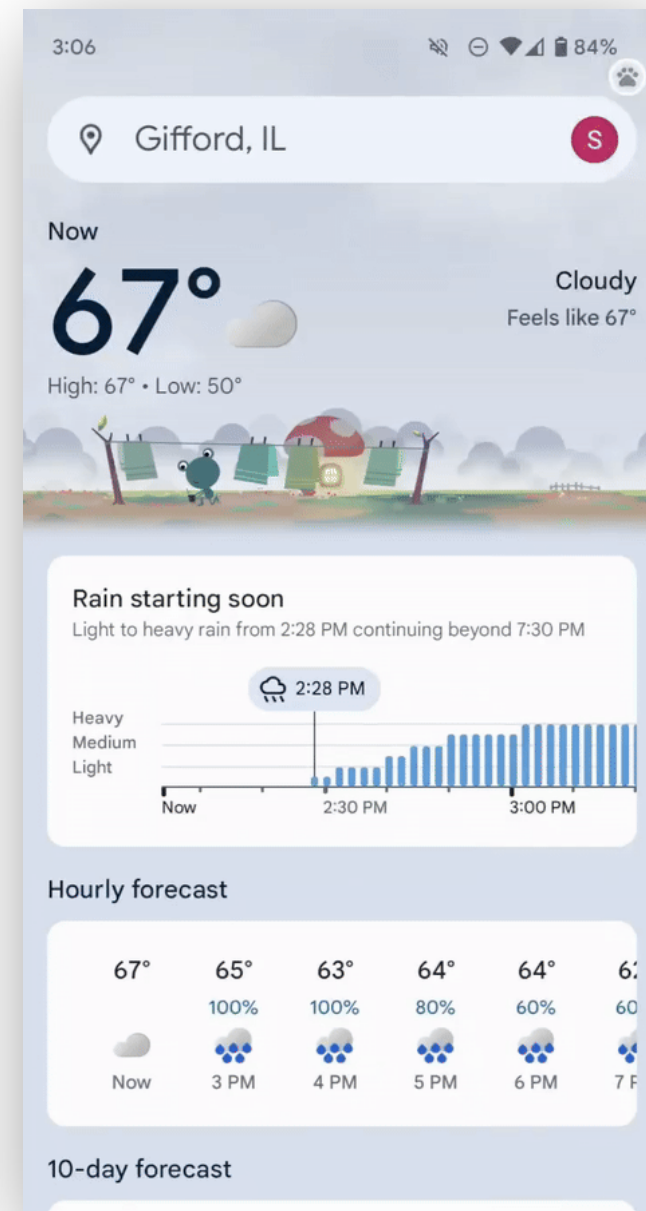 3:06 84%
Gifford, IL S
Now
67°
Cloudy
Feels like 67°
High: 67° • Low: 50°
Rain starting soon
Light to heavy rain from 2:28 PM continuing beyond 7:30 PM
2:28 PM
Heavy
Medium
Light
Now 2:30 PM 3:00 PM
Hourly forecast
67° 65° 63° 64° 64°
100% 100% 80% 60% 60
Now 3 PM 4 PM 5 PM 6 PM 7
10-day forecast